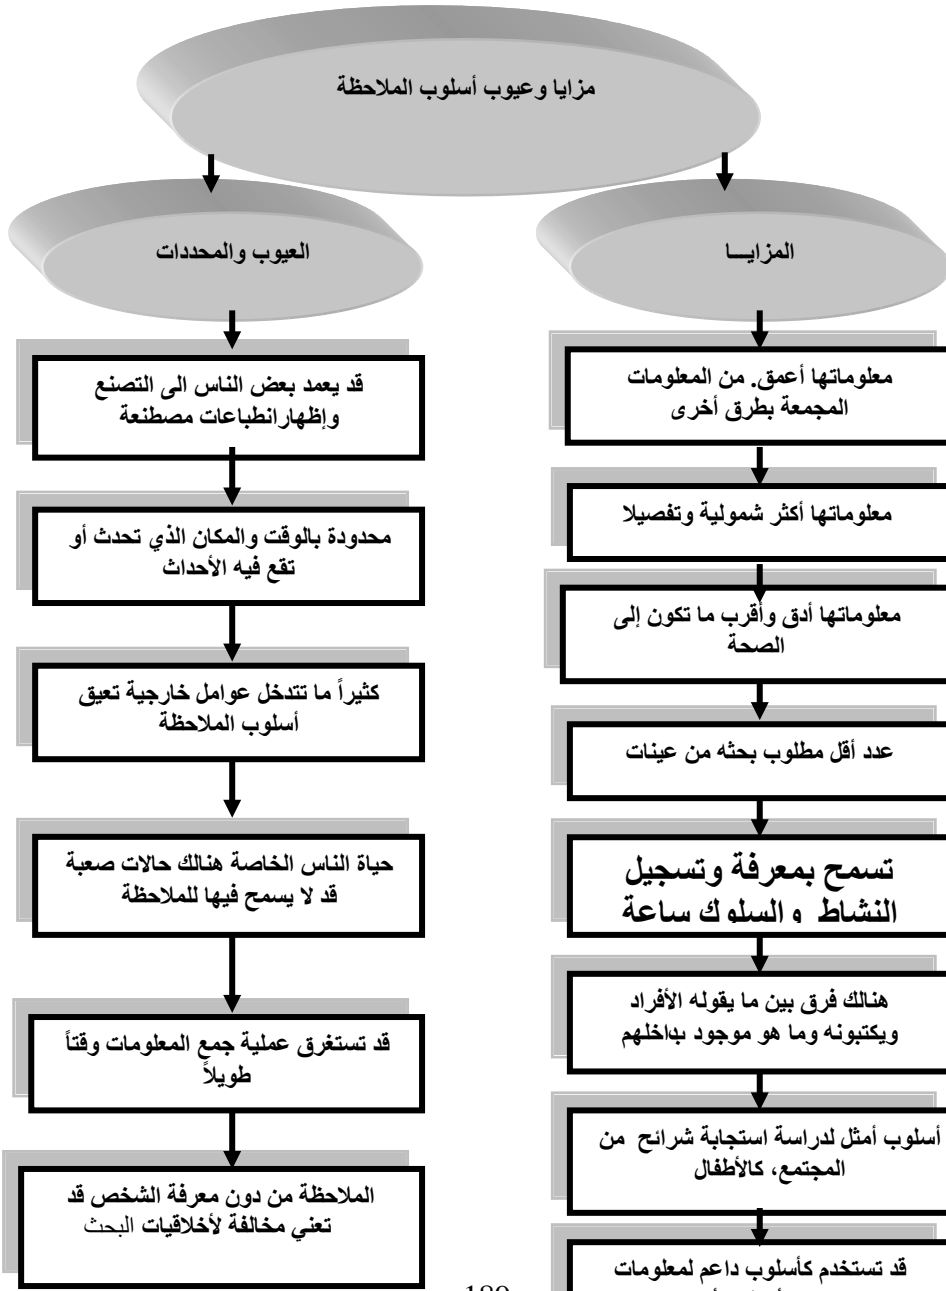 مزايا وعيوب أسلوب الملاحظة
المزايـــا
معلوماتها أعمق. من المعلومات
المجمعة بطرق أخرى
معلوماتها أكثر شمولية وتفصيلا
معلوماتها أدق وأقرب ما تكون إلى
الصحة
عدد أقل مطلوب بحثه من عينات
تسمح بمعرفة وتسجيل
النشاط والسلوك ساعة
هنالك فرق بين ما يقوله الأفراد
ويكتبونه وما هو موجود بداخلهم
أسلوب أمثل لدراسة استجابة شرائح من
المجتمع، كالأطفال
قد تستخدم كأسلوب داعم لمعلومات
العيوب والمحددات
قد يعمد بعض الناس الى التصنع
وإظهارانطباعات مصطنعة
محدودة بالوقت والمكان الذي تحدث أو
تقع فيه الأحداث
كثيراً ما تتدخل عوامل خارجية تعيق
أسلوب الملاحظة
حياة الناس الخاصة هنالك حالات صعبة
قد لا يسمح فيها للملاحظة
قد تستغرق عملية جمع المعلومات وقتاً
طويلاً
الملاحظة من دون معرفة الشخص قد
تعني مخالفة لأخلاقيات البحث